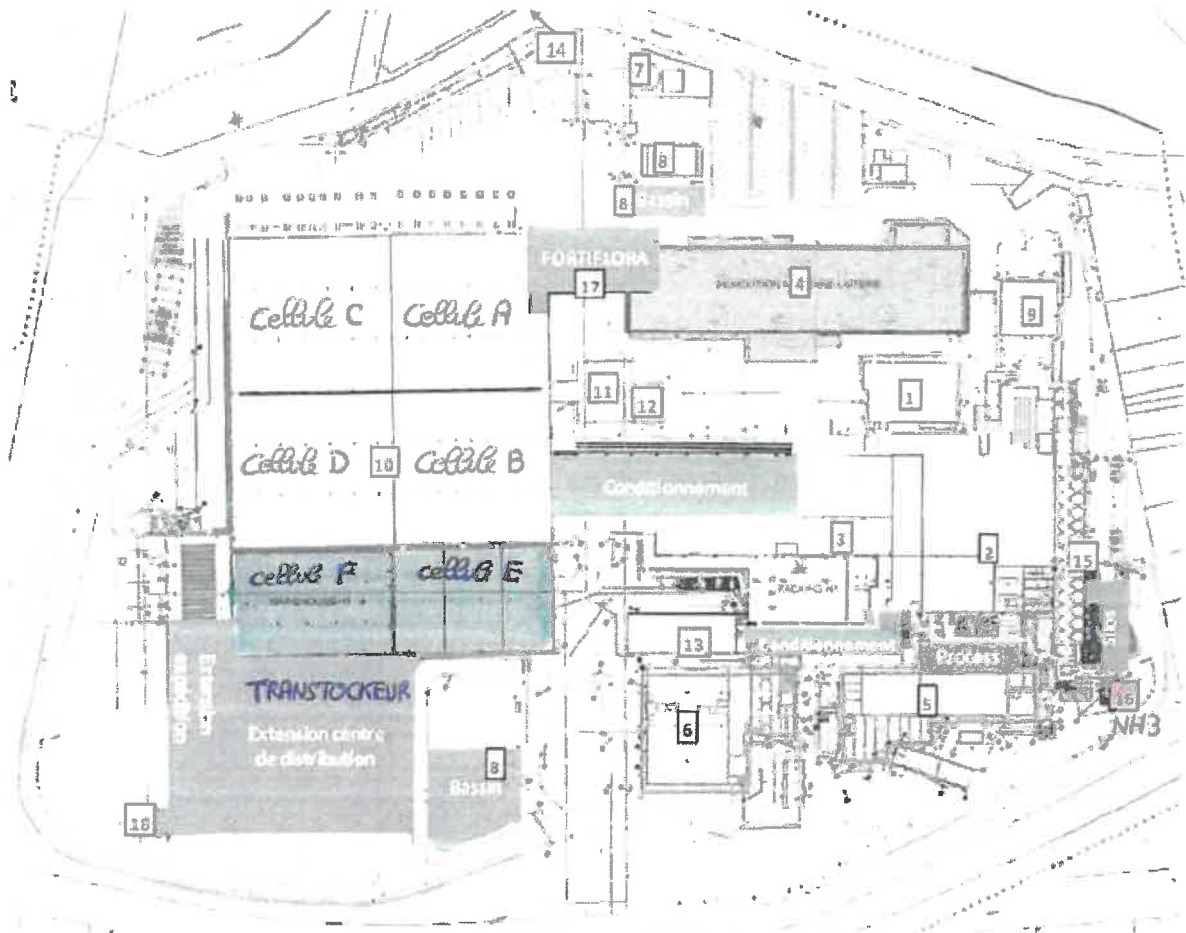 14
7
8
8
Bassin
FORTIFLORA
17
4
9
Cellule C
Cellule A
11
12
1
Cellule D
10
Cellule B
Conditionnement
3
2
15
cellule F
cellule E
PACKING
13
Conditionnement
Process
TRANSTOCKEUR
5
16
NH3
6
Extension centre
de distribution
8
Bassin
18